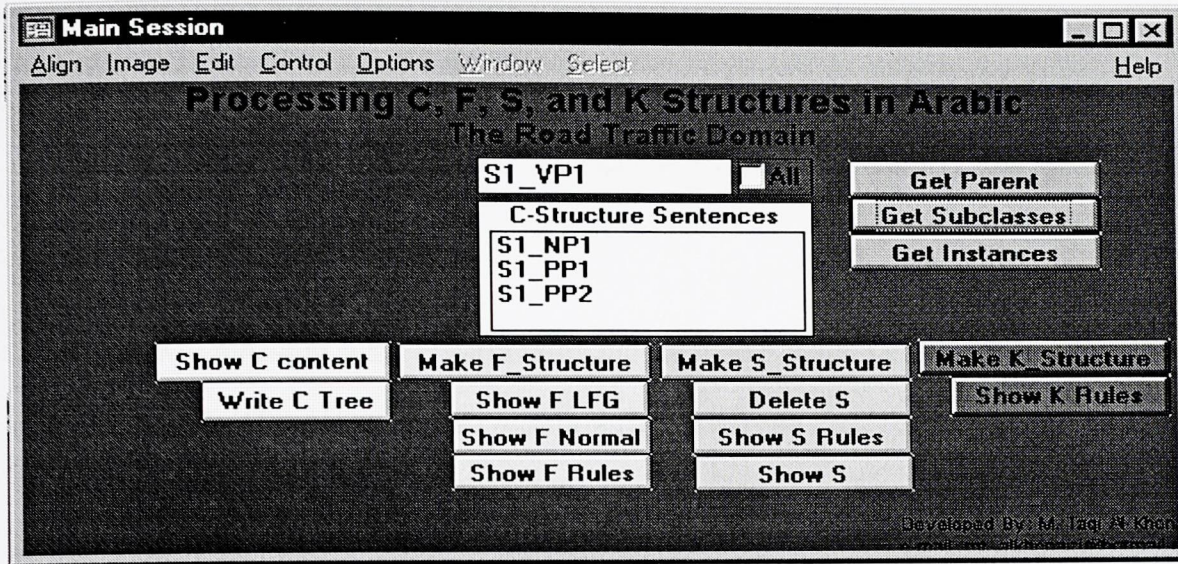 Main Session
Align Image Edit Control Options Window Select Help
Processing C, F, S, and K Structures in Arabic
The Road Traffic Domain
S1_VP1 All
Get Parent
C-Structure Sentences
Get Subclasses
S1_NP1
Get Instances
S1_PP1
S1_PP2
Show C content Make F_Structure Make S_Structure Make K_Structure
Write C Tree Show F LFG Delete S Show K Rules
Show F Normal Show S Rules
Show F Rules Show S
Developed By: M. Taqi Al